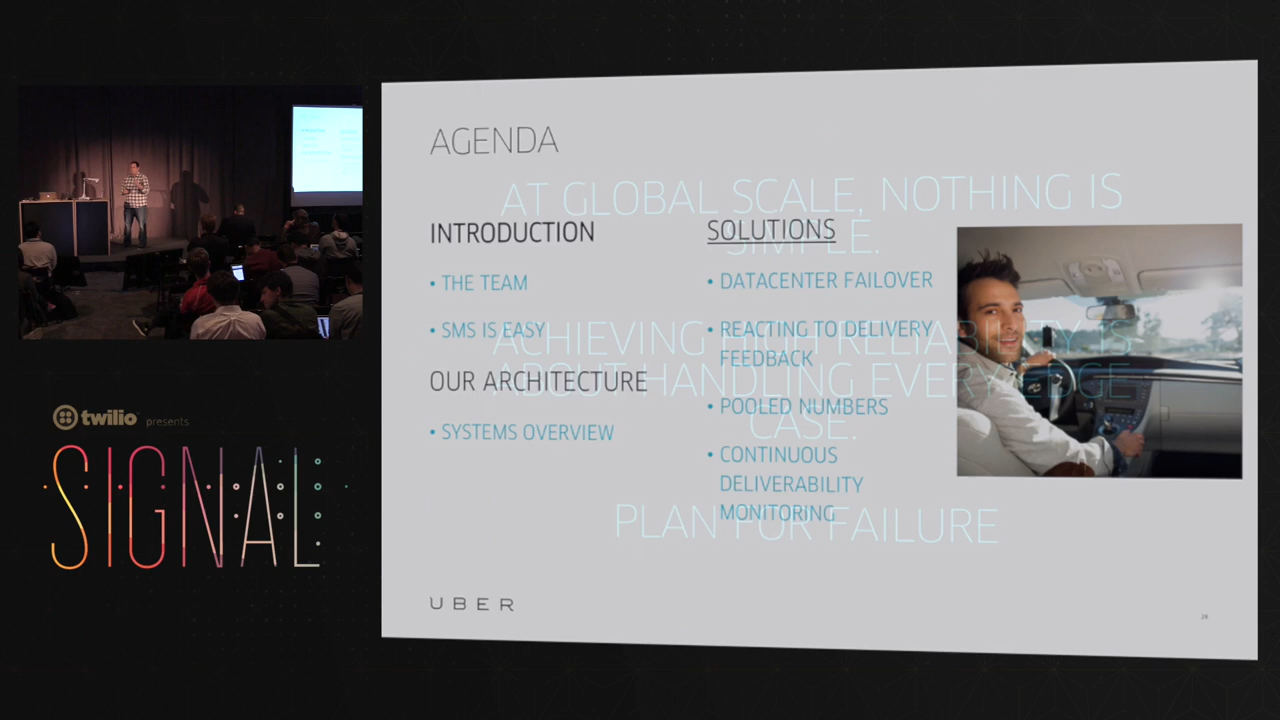 AGENDA
AT GLOBAL SCALE, NOTHING IS
SIMPLE.
INTRODUCTION
• THE TEAM
• SMS IS EASY
OUR ARCHITECTURE
• SYSTEMS OVERVIEW
SOLUTIONS
• DATACENTER FAILOVER
• REACTING TO DELIVERY
FEEDBACK
• POOLED NUMBERS
• CONTINUOUS
DELIVERABILITY
MONITORING
ACHIEVING HIGH RELIABILITY IS
ABOUT HANDLING EVERY EDGE
CASE.
PLAN FOR FAILURE
UBER
28
twilio presents
SIGNAL